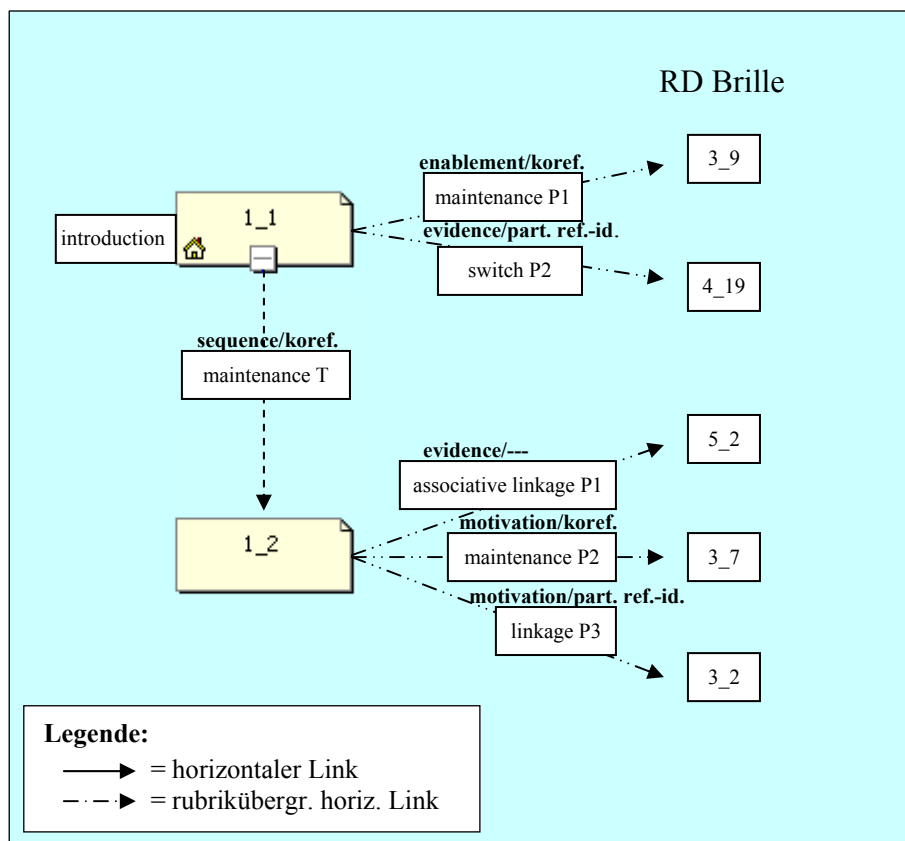 RD Brille
enablement/koref.
3_9
maintenance P1
1_1
introduction
evidence/part. ref.-id.
switch P2
4_19
sequence/koref.
maintenance T
evidence/---
5_2
associative linkage P1
motivation/koref.
1_2
maintenance P2
3_7
motivation/part. ref.-id.
linkage P3
3_2
Legende:
= horizontaler Link
= rubrikübergr. horiz. Link